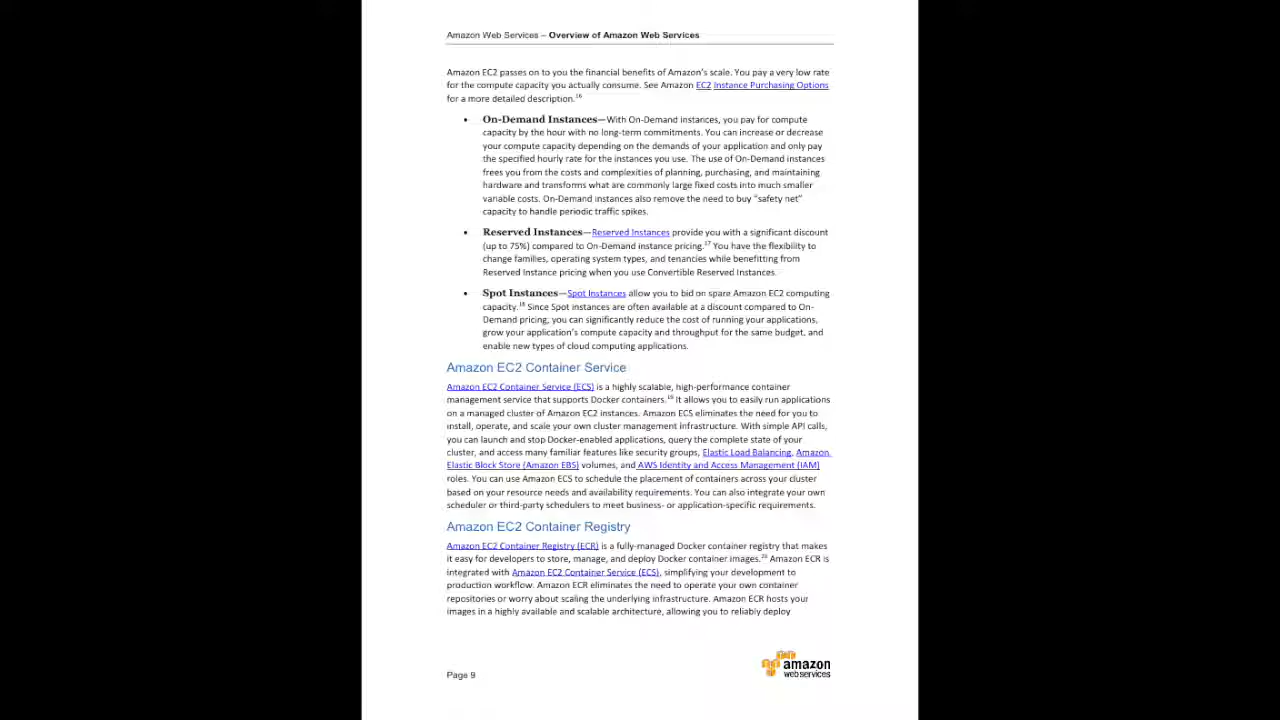 Amazon Web Services – Overview of Amazon Web Services
Amazon EC2 passes on to you the financial benefits of Amazon's scale. You pay a very low rate
for the compute capacity you actually consume. See Amazon EC2 Instance Purchasing Options
for a more detailed description.16
• On-Demand Instances—With On-Demand instances, you pay for compute
capacity by the hour with no long-term commitments. You can increase or decrease
your compute capacity depending on the demands of your application and only pay
the specified hourly rate for the instances you use. The use of On-Demand instances
frees you from the costs and complexities of planning, purchasing, and maintaining
hardware and transforms what are commonly large fixed costs into much smaller
variable costs. On-Demand instances also remove the need to buy "safety net"
capacity to handle periodic traffic spikes.
• Reserved Instances—Reserved Instances provide you with a significant discount
(up to 75%) compared to On-Demand instance pricing.17 You have the flexibility to
change families, operating system types, and tenancies while benefitting from
Reserved Instance pricing when you use Convertible Reserved Instances.
• Spot Instances—Spot Instances allow you to bid on spare Amazon EC2 computing
capacity.18 Since Spot instances are often available at a discount compared to On-
Demand pricing, you can significantly reduce the cost of running your applications,
grow your application's compute capacity and throughput for the same budget, and
enable new types of cloud computing applications.
Amazon EC2 Container Service
Amazon EC2 Container Service (ECS) is a highly scalable, high-performance container
management service that supports Docker containers.19 It allows you to easily run applications
on a managed cluster of Amazon EC2 instances. Amazon ECS eliminates the need for you to
install, operate, and scale your own cluster management infrastructure. With simple API calls,
you can launch and stop Docker-enabled applications, query the complete state of your
cluster, and access many familiar features like security groups, Elastic Load Balancing, Amazon
Elastic Block Store (Amazon EBS) volumes, and AWS Identity and Access Management (IAM)
roles. You can use Amazon ECS to schedule the placement of containers across your cluster
based on your resource needs and availability requirements. You can also integrate your own
scheduler or third-party schedulers to meet business- or application-specific requirements.
Amazon EC2 Container Registry
Amazon EC2 Container Registry (ECR) is a fully-managed Docker container registry that makes
it easy for developers to store, manage, and deploy Docker container images.20 Amazon ECR is
integrated with Amazon EC2 Container Service (ECS), simplifying your development to
production workflow. Amazon ECR eliminates the need to operate your own container
repositories or worry about scaling the underlying infrastructure. Amazon ECR hosts your
images in a highly available and scalable architecture, allowing you to reliably deploy
Page 9
amazon
web services